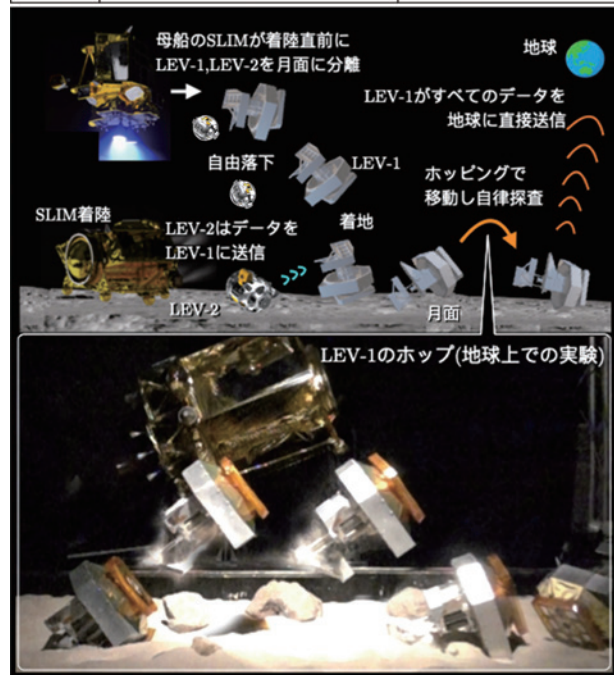 母船のSLIMが着陸直前に
LEV-1,LEV-2を月面に分離
地球
LEV-1がすべてのデータを
地球に直接送信
自由落下
LEV-1
ホッピングで
移動し自律探査
SLIM着陸
LEV-2はデータを
LEV-1に送信
着地
LEV-2
月面
LEV-1のホップ(地球上での実験)